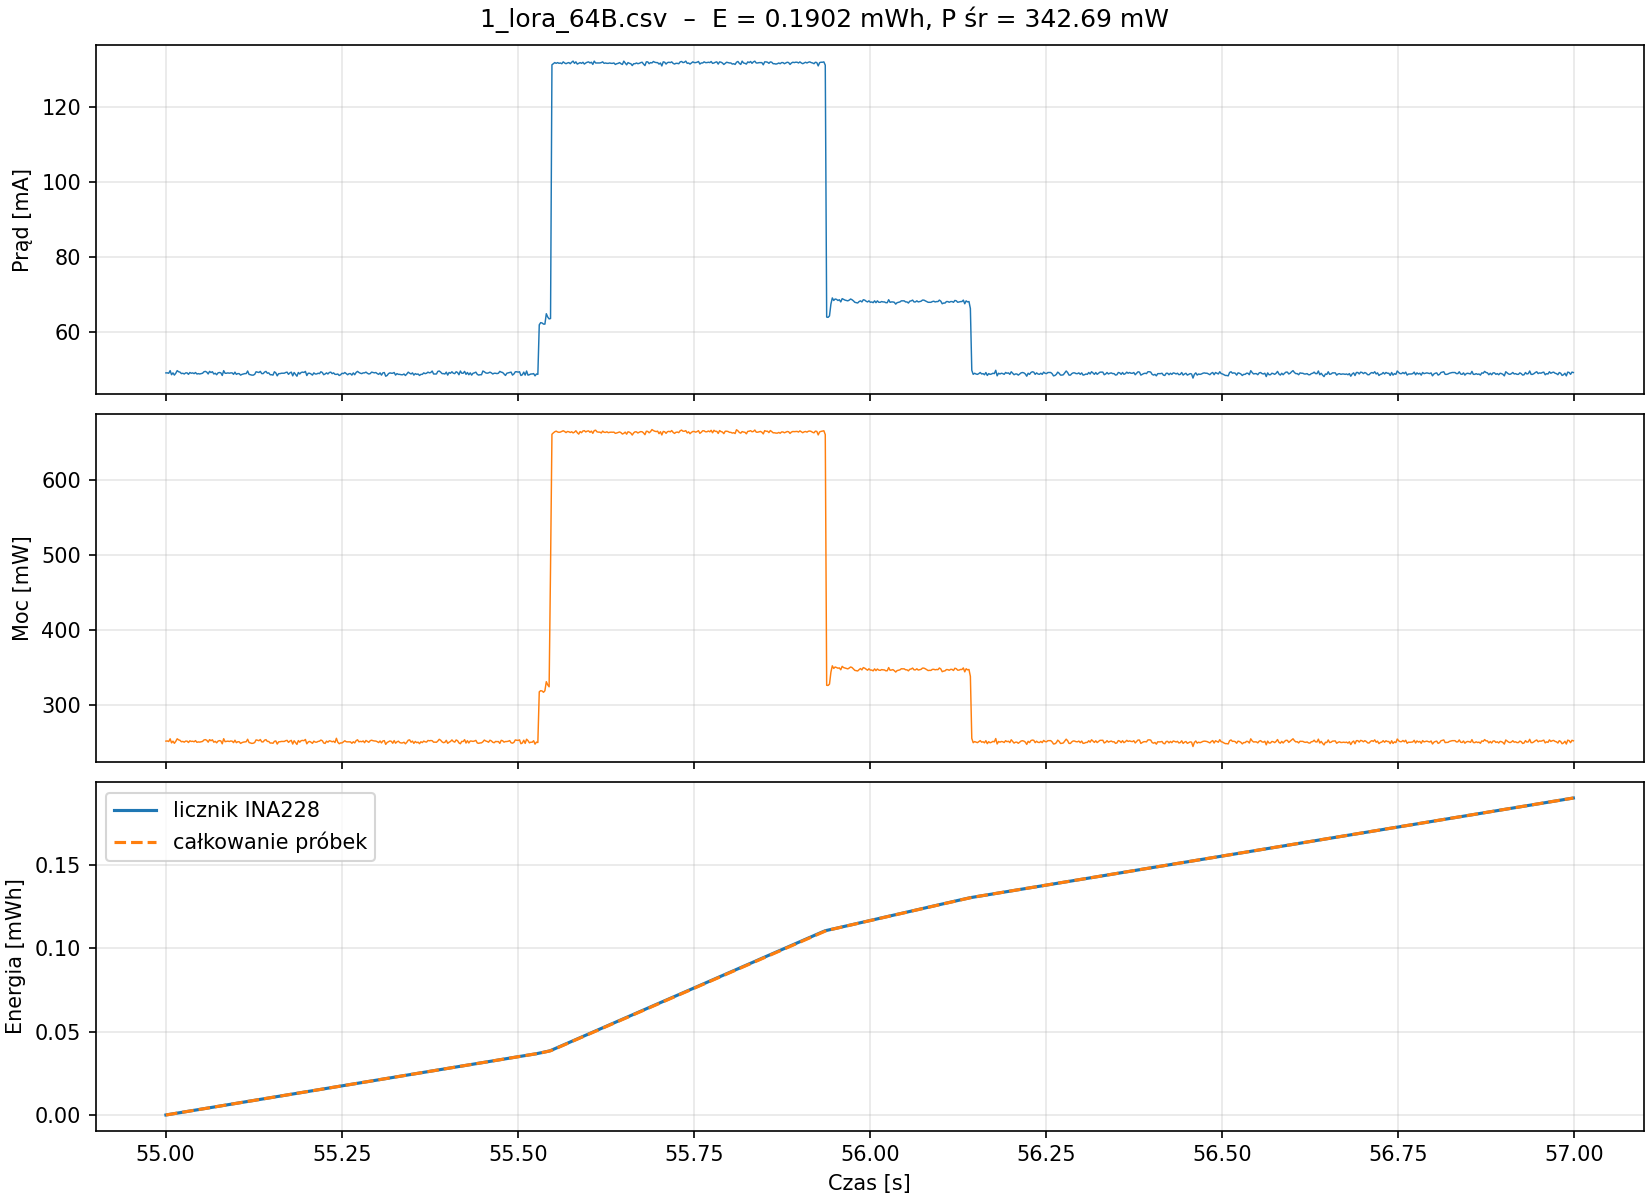 1_lora_64B.csv – E = 0.1902 mWh, P śr = 342.69 mW
120
100
80
60
Prąd [mA]
600
500
400
300
Moc [mW]
licznik INA228
całkowanie próbek
0.15
0.10
0.05
0.00
Energia [mWh]
55.00 55.25 55.50 55.75 56.00 56.25 56.50 56.75 57.00
Czas [s]